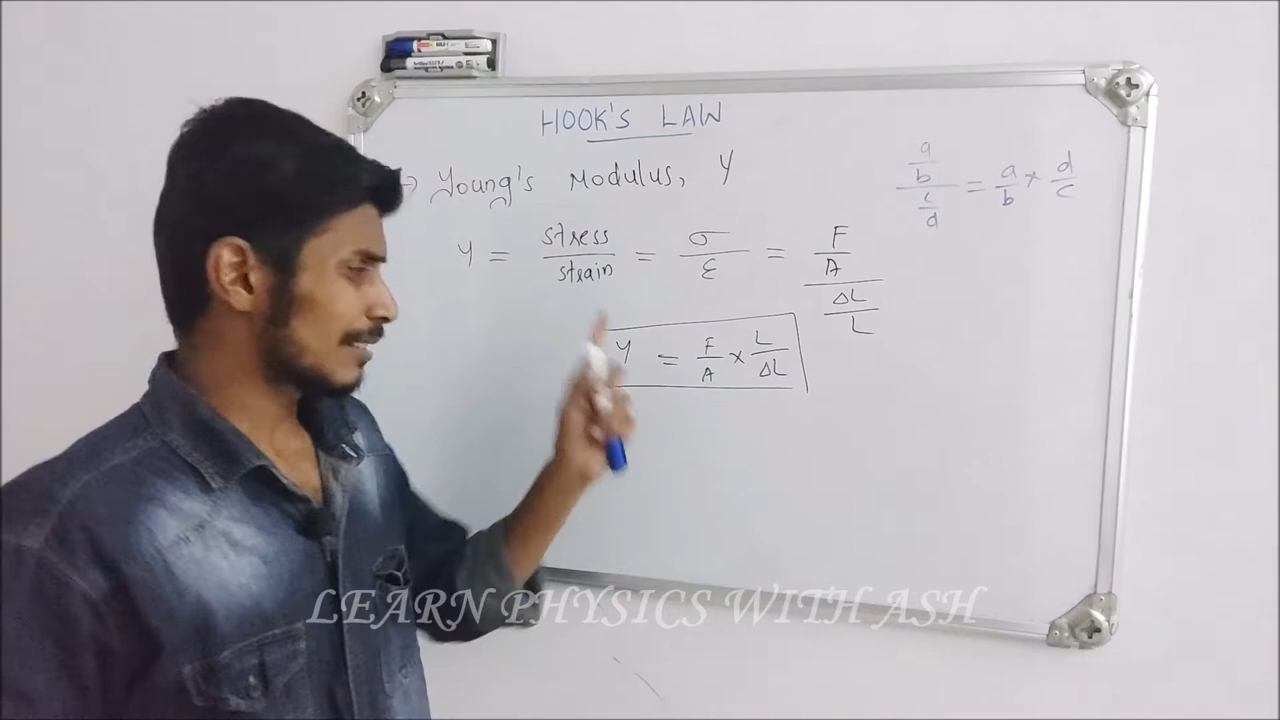 HOOK'S LAW
→ Young's Modulus, Y
Y = stress/strain = σ/ε = F/A / ΔL/L
a/b / c/d = a/b × d/c
Y = F/A × L/ΔL
LEARN PHYSICS WITH ASH